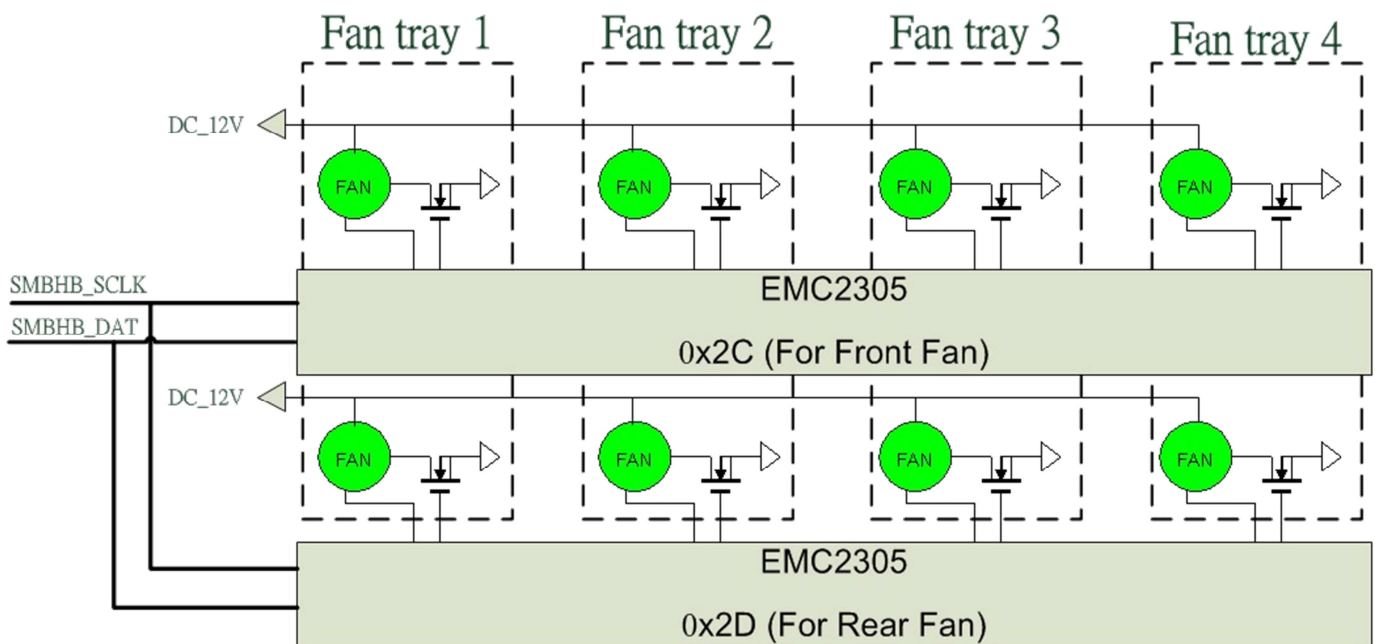 Fan tray 1
Fan tray 2
Fan tray 3
Fan tray 4
DC_12V
FAN
FAN
FAN
FAN
SMBHB_SCLK
EMC2305
SMBHB_DAT
0x2C (For Front Fan)
DC_12V
FAN
FAN
FAN
FAN
EMC2305
0x2D (For Rear Fan)